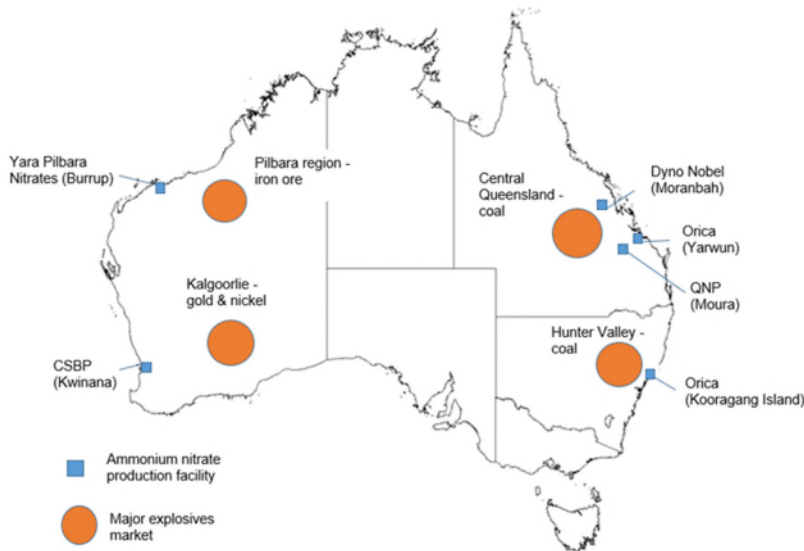 Yara Pilbara
Nitrates (Burrup)
Pilbara region -
iron ore
Central
Queensland -
coal
Dyno Nobel
(Moranbah)
Orica
(Yarwun)
QNP
(Moura)
Kalgoorlie -
gold & nickel
Hunter Valley -
coal
CSBP
(Kwinana)
Orica
(Kooragang Island)
Ammonium nitrate
production facility
Major explosives
market